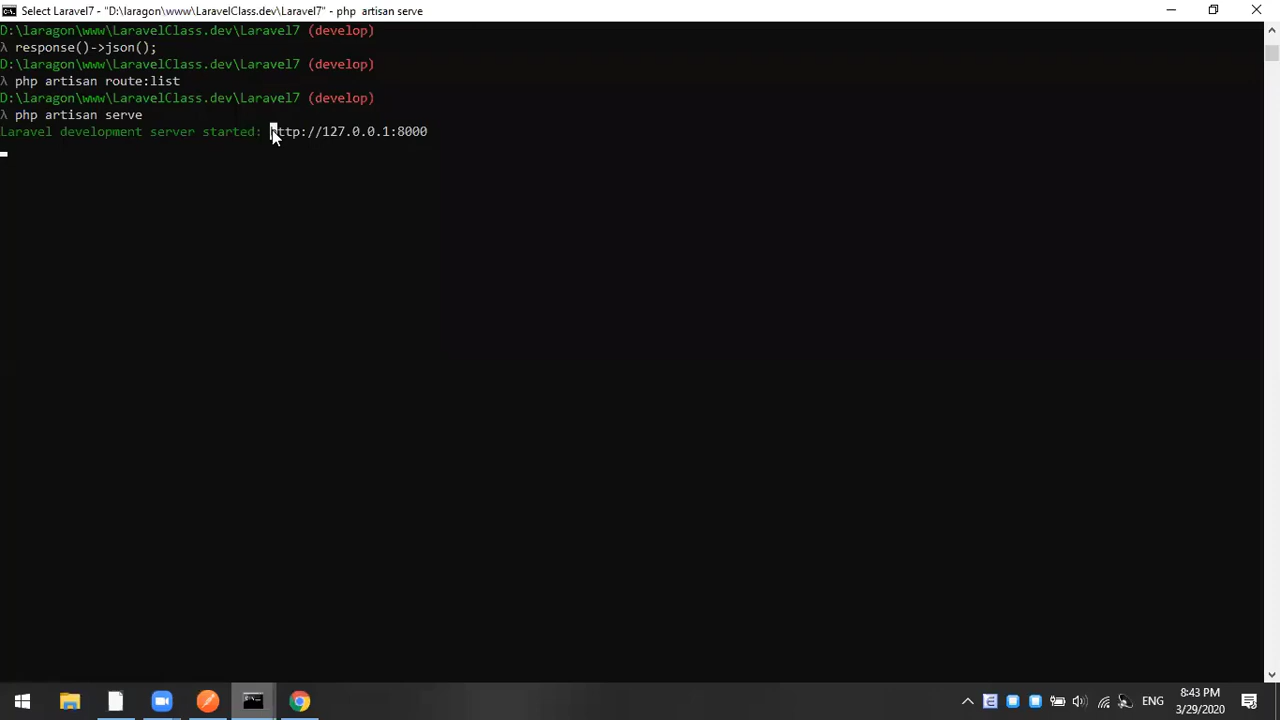 Select Laravel7 - "D:\laragon\www\LaravelClass.dev\Laravel7" - php  artisan serve
D:\laragon\www\LaravelClass.dev\Laravel7 (develop)
λ response()->json();
D:\laragon\www\LaravelClass.dev\Laravel7 (develop)
λ php artisan route:list
D:\laragon\www\LaravelClass.dev\Laravel7 (develop)
λ php artisan serve
Laravel development server started: http://127.0.0.1:8000
ENG
8:43 PM
3/29/2020